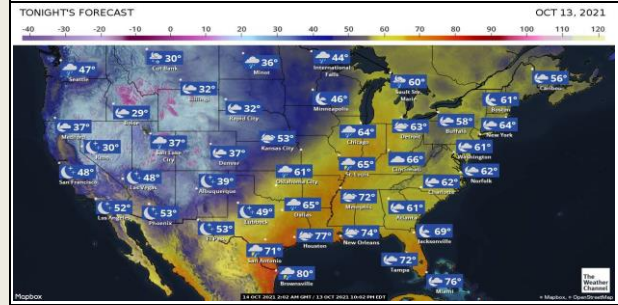 TONIGHT'S FORECAST
OCT 13, 2021
-40 -30 -20 -10 0 10 20 30 40 50 60 70 80 90 100 110 120
47°
Seattle
30°
Cut Bank
36°
Minot
44°
International
Falls
60°
Sault Ste.
Marie
56°
Caribou
32°
Billings
32°
Rapid City
46°
Minneapolis
61°
Boston
29°
Boise
37°
Medford
30°
Reno
37°
Salt Lake
City
37°
Denver
53°
Kansas City
64°
Chicago
63°
Detroit
58°
Buffalo
64°
New York
61°
Washington
48°
San Francisco
48°
Las Vegas
39°
Albuquerque
61°
Oklahoma City
65°
St. Louis
66°
Cincinnati
62°
Norfolk
62°
Charlotte
52°
Los Angeles
53°
Phoenix
49°
Lubbock
65°
Dallas
72°
Memphis
61°
Atlanta
53°
El Paso
71°
San Antonio
77°
Houston
74°
New Orleans
69°
Jacksonville
80°
Brownsville
72°
Tampa
76°
Miami
The
Weather
Channel
Mapbox
14 OCT 2021 2:02 AM GMT / 13 OCT 2021 10:02 PM EDT
© Mapbox, © OpenStreetMap